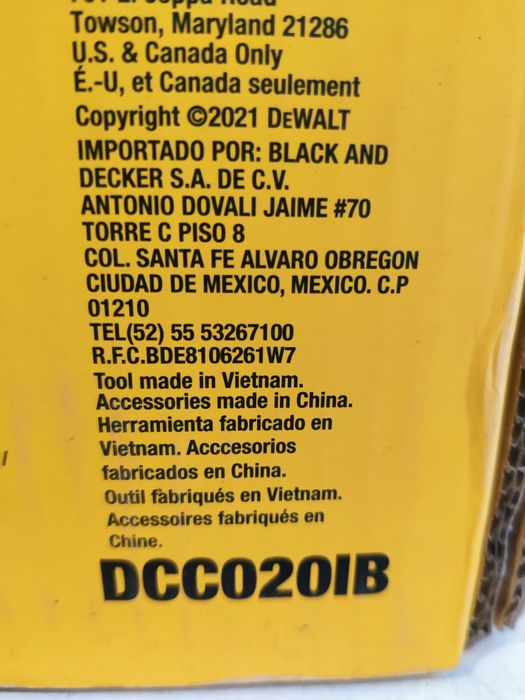 Towson, Maryland 21286
U.S. & Canada Only
É.-U, et Canada seulement
Copyright ©2021 DEWALT
IMPORTADO POR: BLACK AND
DECKER S.A. DE C.V.
ANTONIO DOVALI JAIME #70
TORRE C PISO 8
COL. SANTA FE ALVARO OBREGON
CIUDAD DE MEXICO, MEXICO. C.P
01210
TEL(52) 55 53267100
R.F.C.BDE8106261W7
Tool made in Vietnam.
Accessories made in China.
Herramienta fabricado en
Vietnam. Acccesorios
fabricados en China.
Outil fabriqués en Vietnam.
Accessoires fabriqués en
Chine.
DCC020IB